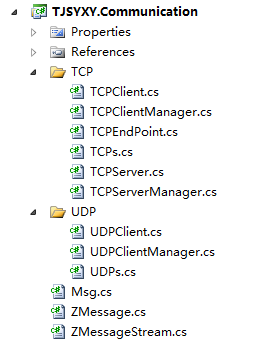 TJSYXY.Communication
Properties
References
TCP
TCPClient.cs
TCPClientManager.cs
TCPEndPoint.cs
TCPs.cs
TCPServer.cs
TCPServerManager.cs
UDP
UDPClient.cs
UDPClientManager.cs
UDPs.cs
Msg.cs
ZMessage.cs
ZMessageStream.cs